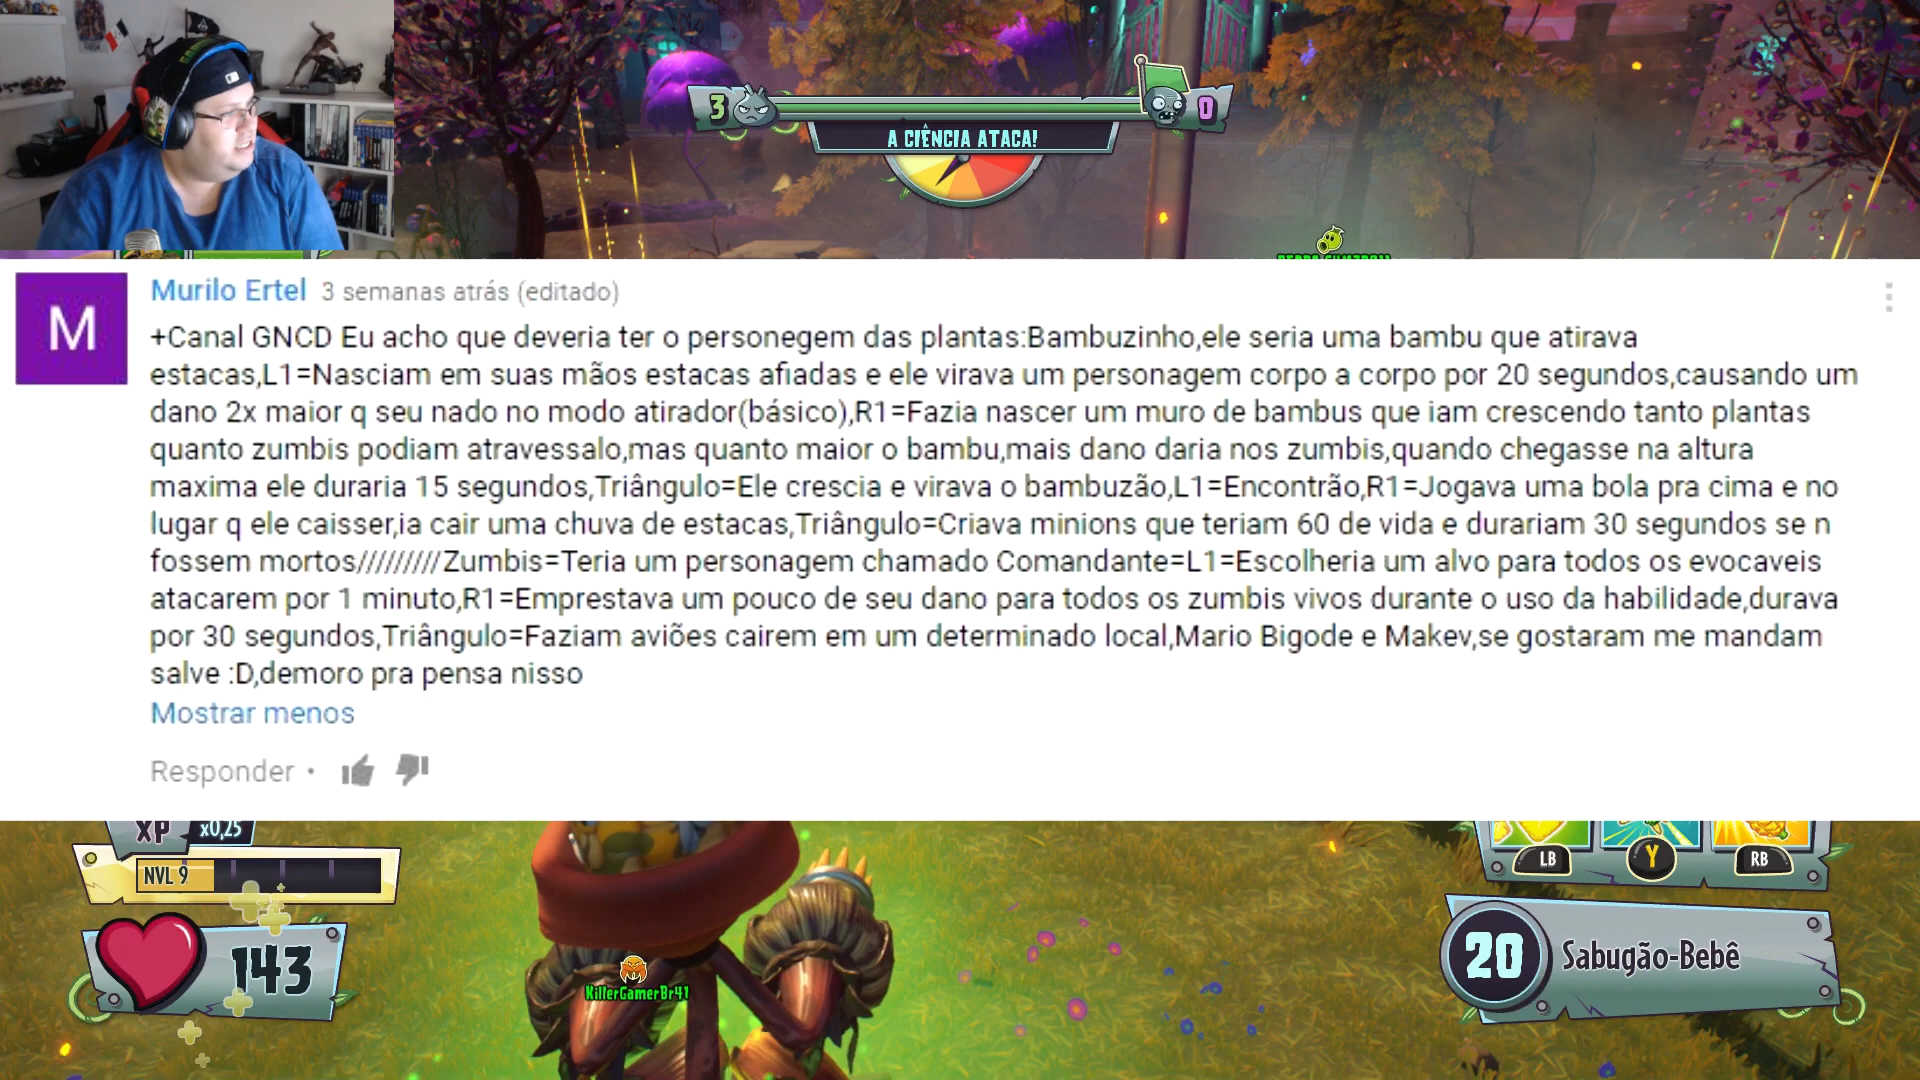 3
0
A CIÊNCIA ATACA!
M
Murilo Ertel 3 semanas atrás (editado)
+Canal GNCD Eu acho que deveria ter o personegem das plantas:Bambuzinho,ele seria uma bambu que atirava
estacas,L1=Nasciam em suas mãos estacas afiadas e ele virava um personagem corpo a corpo por 20 segundos,causando um
dano 2x maior q seu nado no modo atirador(básico),R1=Fazia nascer um muro de bambus que iam crescendo tanto plantas
quanto zumbis podiam atravessalo,mas quanto maior o bambu,mais dano daria nos zumbis,quando chegasse na altura
maxima ele duraria 15 segundos,Triângulo=Ele crescia e virava o bambuzão,L1=Encontrão,R1=Jogava uma bola pra cima e no
lugar q ele caisser,ia cair uma chuva de estacas,Triângulo=Criava minions que teriam 60 de vida e durariam 30 segundos se n
fossem mortos/////////Zumbis=Teria um personagem chamado Comandante=L1=Escolheria um alvo para todos os evocaveis
atacarem por 1 minuto,R1=Emprestava um pouco de seu dano para todos os zumbis vivos durante o uso da habilidade,durava
por 30 segundos,Triângulo=Faziam aviões cairem em um determinado local,Mario Bigode e Makev,se gostaram me mandam
salve :D,demoro pra pensa nisso
Mostrar menos
Responder •
XP x0,25
NVL 9
143
KillerGamerBr41
LB Y RB
20 Sabugão-Bebê